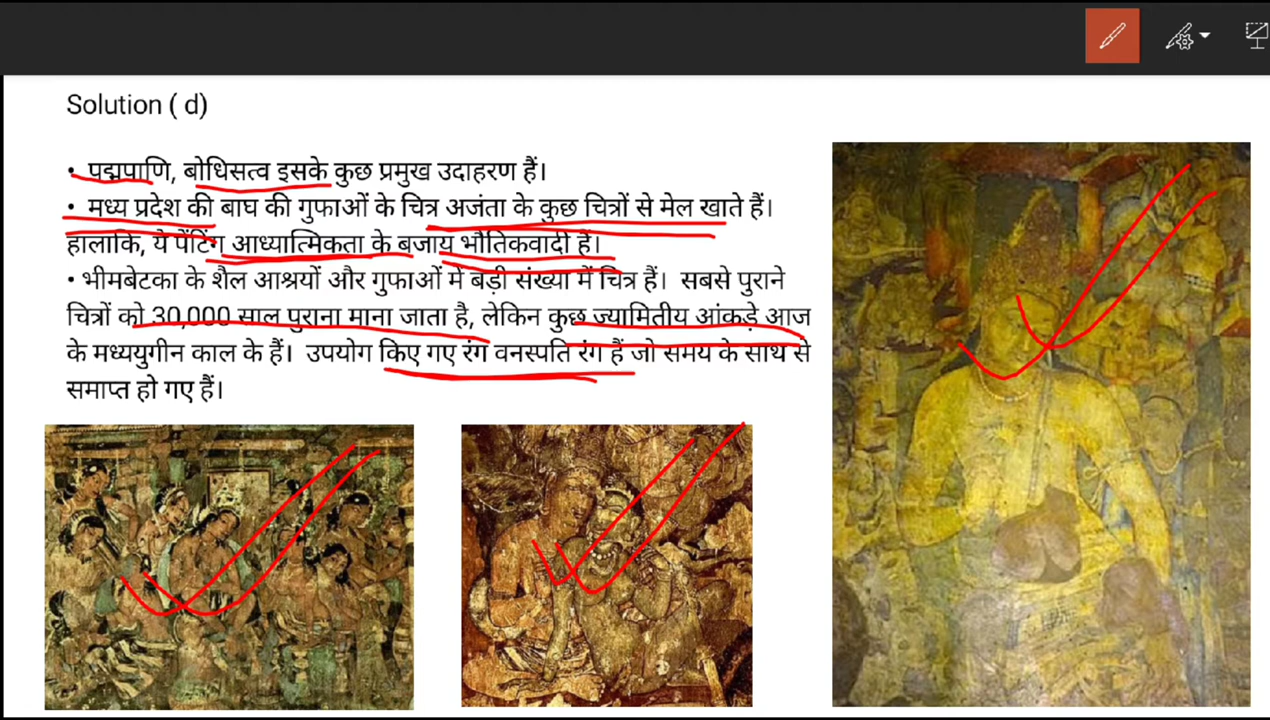 Solution ( d)
• पद्मपाणि, बोधिसत्व इसके कुछ प्रमुख उदाहरण हैं।
• मध्य प्रदेश की बाघ की गुफाओं के चित्र अजंता के कुछ चित्रों से मेल खाते हैं।
हालाकि, ये पेंटिंग आध्यात्मिकता के बजाय भौतिकवादी हैं।
• भीमबेटका के शैल आश्रयों और गुफाओं में बड़ी संख्या में चित्र हैं। सबसे पुराने
चित्रों को 30,000 साल पुराना माना जाता है, लेकिन कुछ ज्यामितीय आंकड़े आज
के मध्ययुगीन काल के हैं। उपयोग किए गए रंग वनस्पति रंग हैं जो समय के साथ से
समाप्त हो गए हैं।